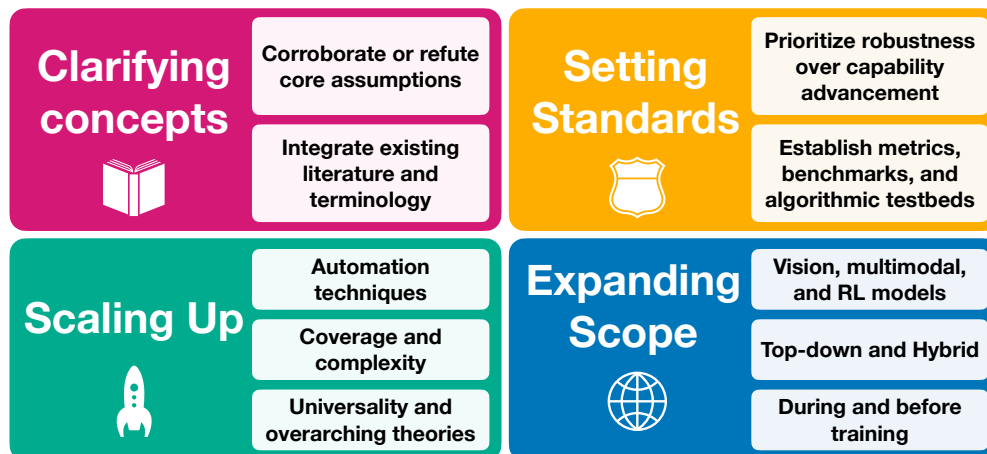 Clarifying
concepts
Corroborate or refute
core assumptions
Integrate existing
literature and
terminology
Setting
Standards
Prioritize robustness
over capability
advancement
Establish metrics,
benchmarks, and
algorithmic testbeds
Scaling Up
Automation
techniques
Coverage and
complexity
Universality and
overarching theories
Expanding
Scope
Vision, multimodal,
and RL models
Top-down and Hybrid
During and before
training